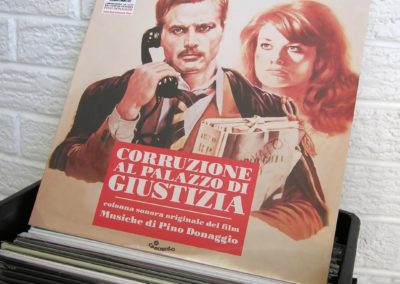 CORRUZIONE
AL PALAZZO DI
GIUSTIZIA
colonna sonora originale del film
Musiche di Pino Donaggio